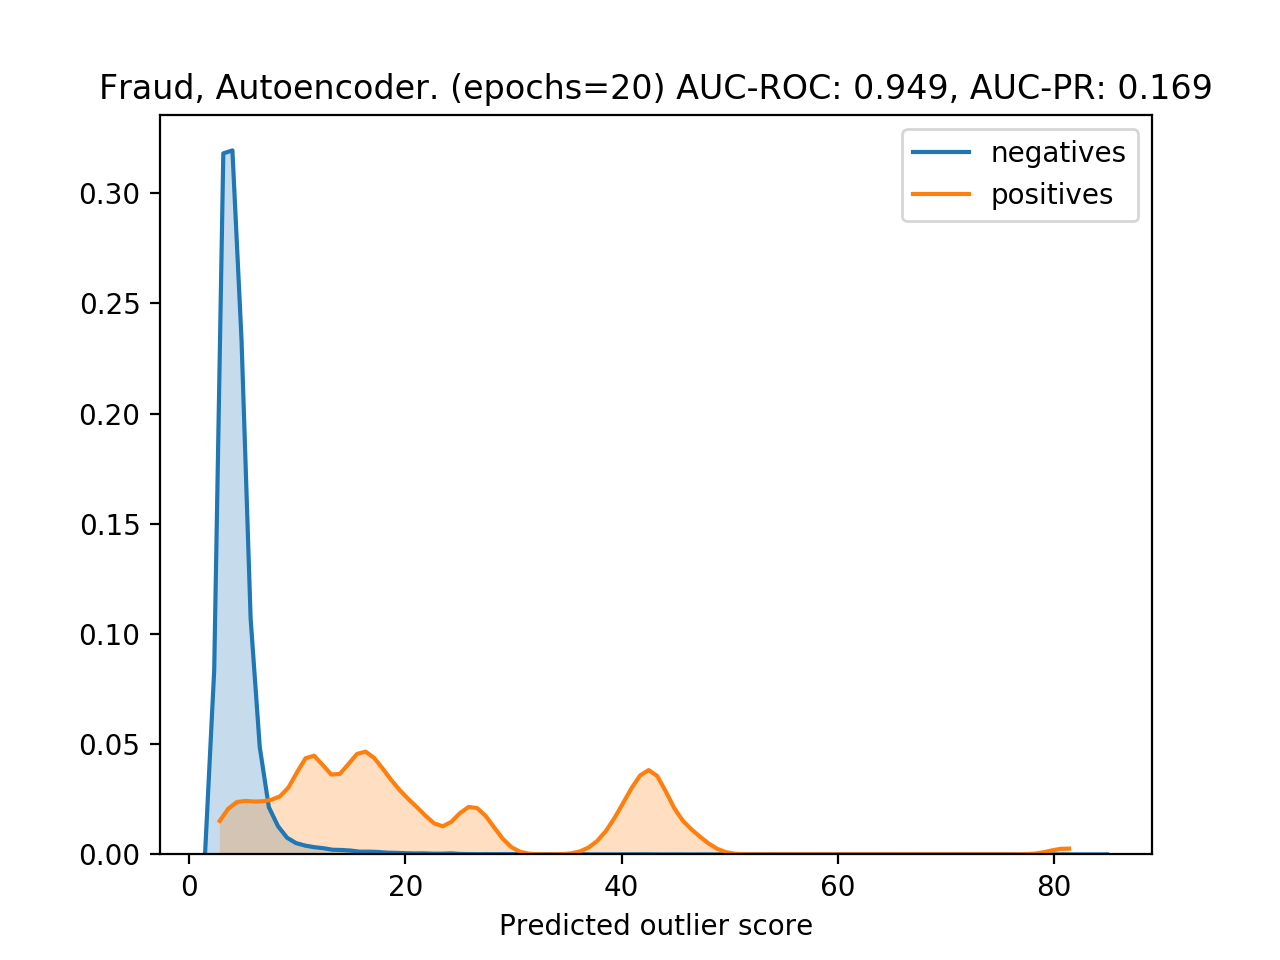 Fraud, Autoencoder. (epochs=20) AUC-ROC: 0.949, AUC-PR: 0.169
negatives
positives
0.30
0.25
0.20
0.15
0.10
0.05
0.00
0 20 40 60 80
Predicted outlier score